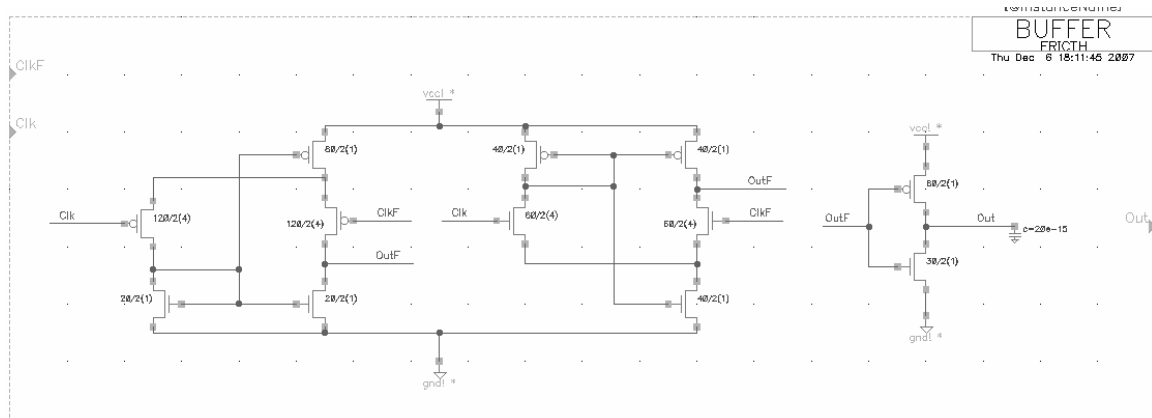 BUFFER
FRICTH
Thu Dec 6 18:11:45 2007
ClkF
Clk
vcc! *
60/2(1)
40/2(1)
40/2(1)
OutF
vcc! *
60/2(1)
Clk
120/2(4)
120/2(4)
ClkF
Clk
60/2(4)
60/2(4)
ClkF
OutF
Out
c=20e-15
Out
OutF
20/2(1)
20/2(1)
40/2(1)
30/2(1)
gnd! *
gnd! *